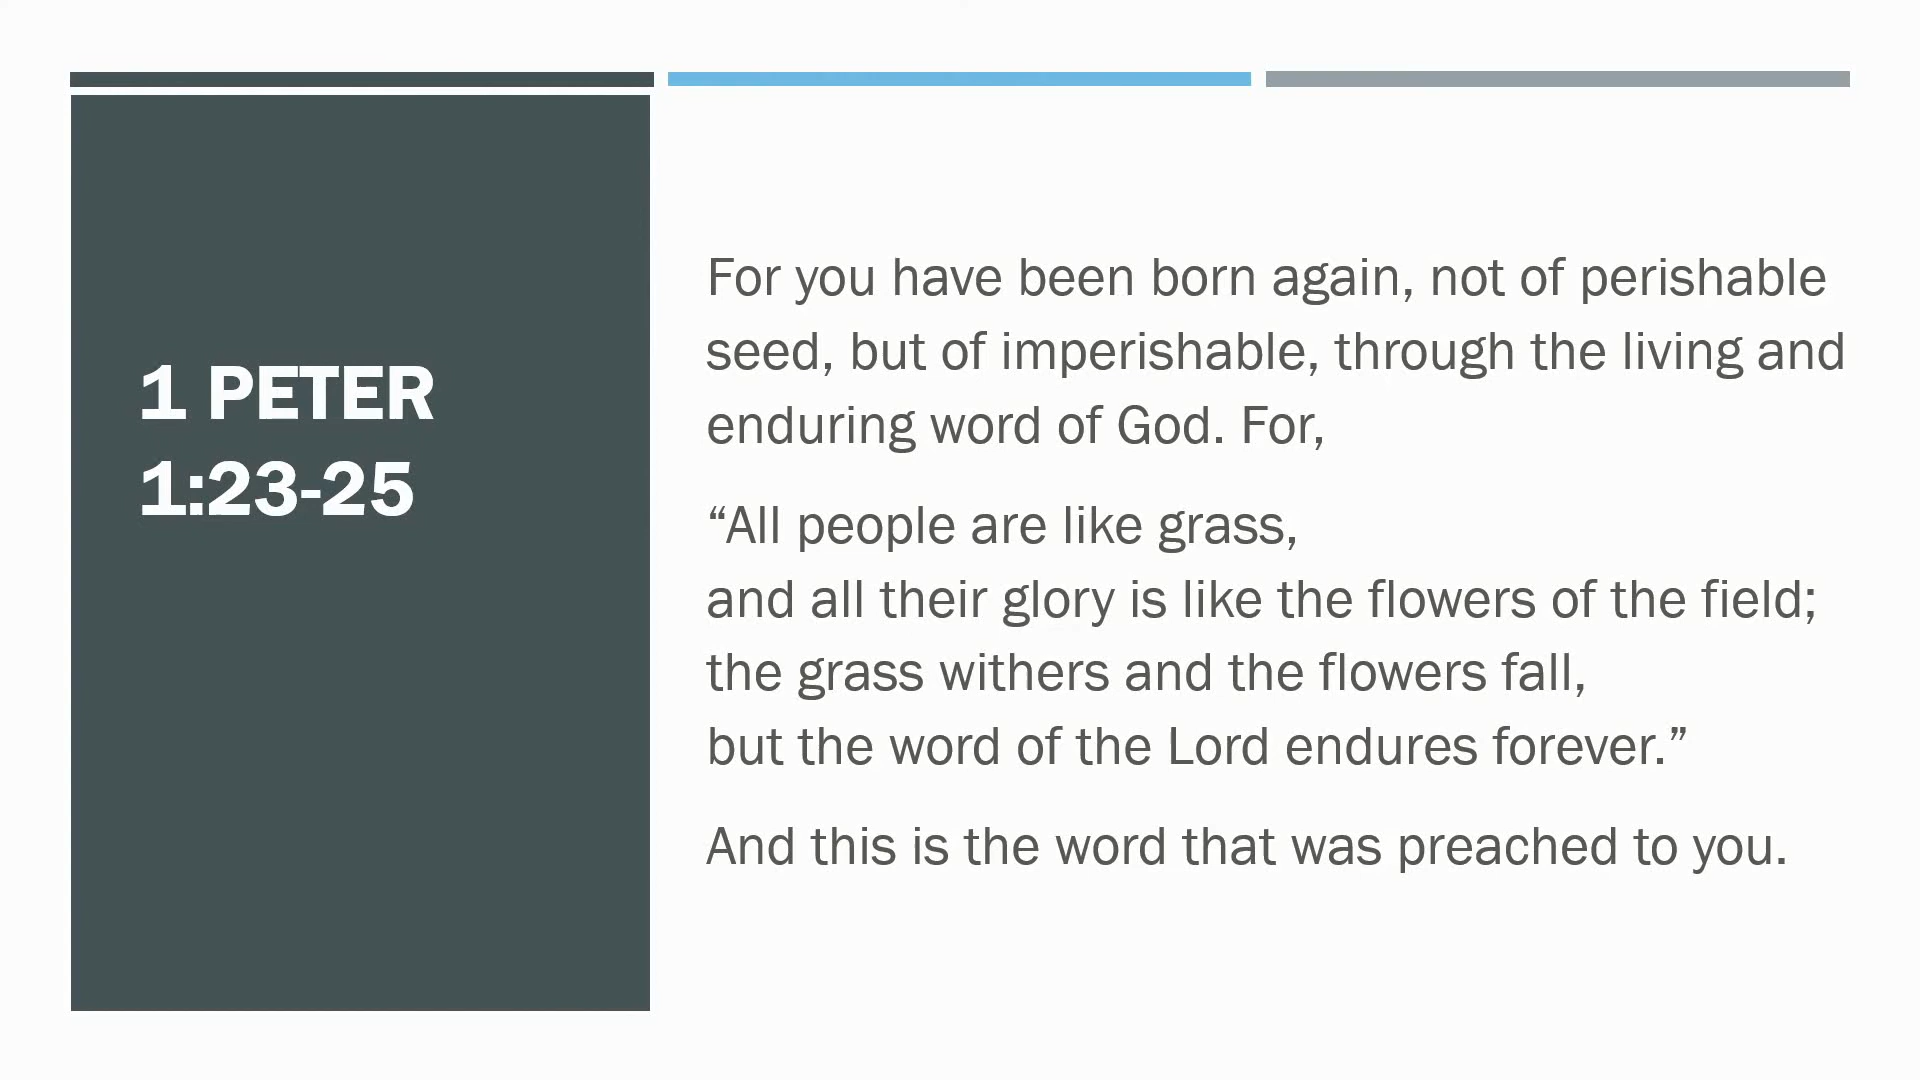 1 PETER
1:23-25
For you have been born again, not of perishable
seed, but of imperishable, through the living and
enduring word of God. For,
“All people are like grass,
and all their glory is like the flowers of the field;
the grass withers and the flowers fall,
but the word of the Lord endures forever.”
And this is the word that was preached to you.